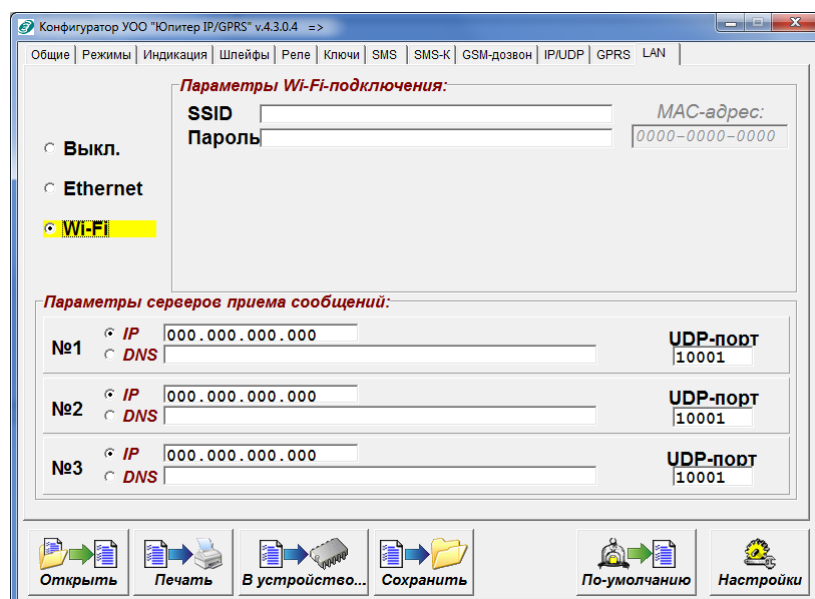 Конфигуратор УОО "Юпитер IP/GPRS" v.4.3.0.4 =>
Общие Режимы Индикация Шлейфы Реле Ключи SMS SMS-К GSM-дозвон IP/UDP GPRS LAN
Параметры Wi-Fi-подключения:
SSID
MAC-адрес:
Пароль
0000-0000-0000
Выкл.
Ethernet
Wi-Fi
Параметры серверов приема сообщений:
№1
IP 000.000.000.000
DNS
UDP-порт
10001
№2
IP 000.000.000.000
DNS
UDP-порт
10001
№3
IP 000.000.000.000
DNS
UDP-порт
10001
Открыть Печать В устройство... Сохранить По-умолчанию Настройки